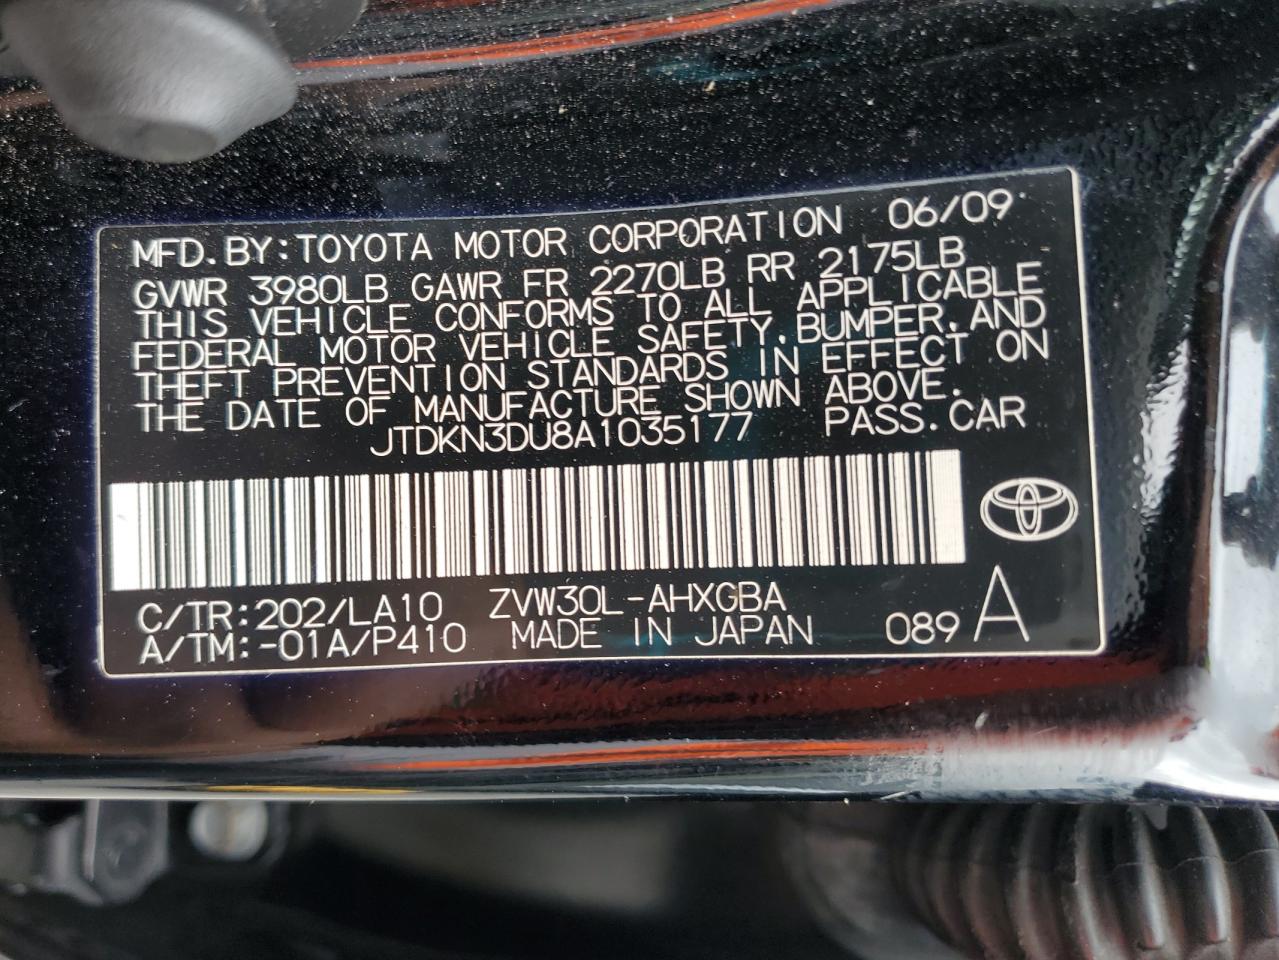 MFD. BY: TOYOTA MOTOR CORPORATION 06/09
GVWR 3980LB GAWR FR 2270LB RR 2175LB
THIS VEHICLE CONFORMS TO ALL APPLICABLE
FEDERAL MOTOR VEHICLE SAFETY, BUMPER, AND
THEFT PREVENTION STANDARDS IN EFFECT ON
THE DATE OF MANUFACTURE SHOWN ABOVE.
JTDKN3DU8A1035177 PASS. CAR
C/TR: 202/LA10 ZVW30L-AHXGBA
A/TM: -01A/P410 MADE IN JAPAN 089 A